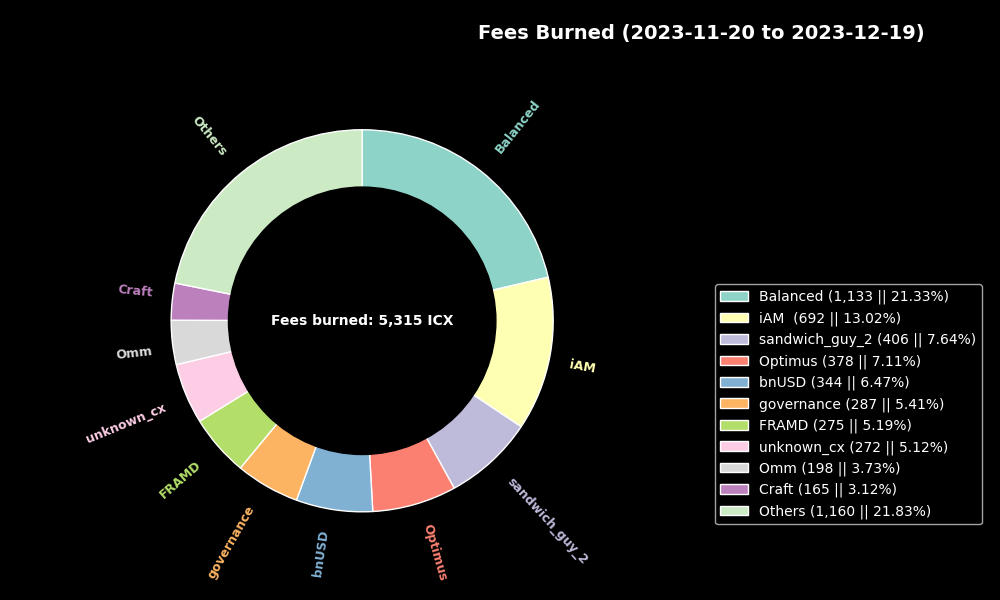 Fees Burned (2023-11-20 to 2023-12-19)
Balanced
Others
iAM
Craft
Omm
unknown_cx
FRAMD
governance
bnUSD
Optimus
sandwich_guy_2
Fees burned: 5,315 ICX
Balanced (1,133 || 21.33%)
iAM  (692 || 13.02%)
sandwich_guy_2 (406 || 7.64%)
Optimus (378 || 7.11%)
bnUSD (344 || 6.47%)
governance (287 || 5.41%)
FRAMD (275 || 5.19%)
unknown_cx (272 || 5.12%)
Omm (198 || 3.73%)
Craft (165 || 3.12%)
Others (1,160 || 21.83%)